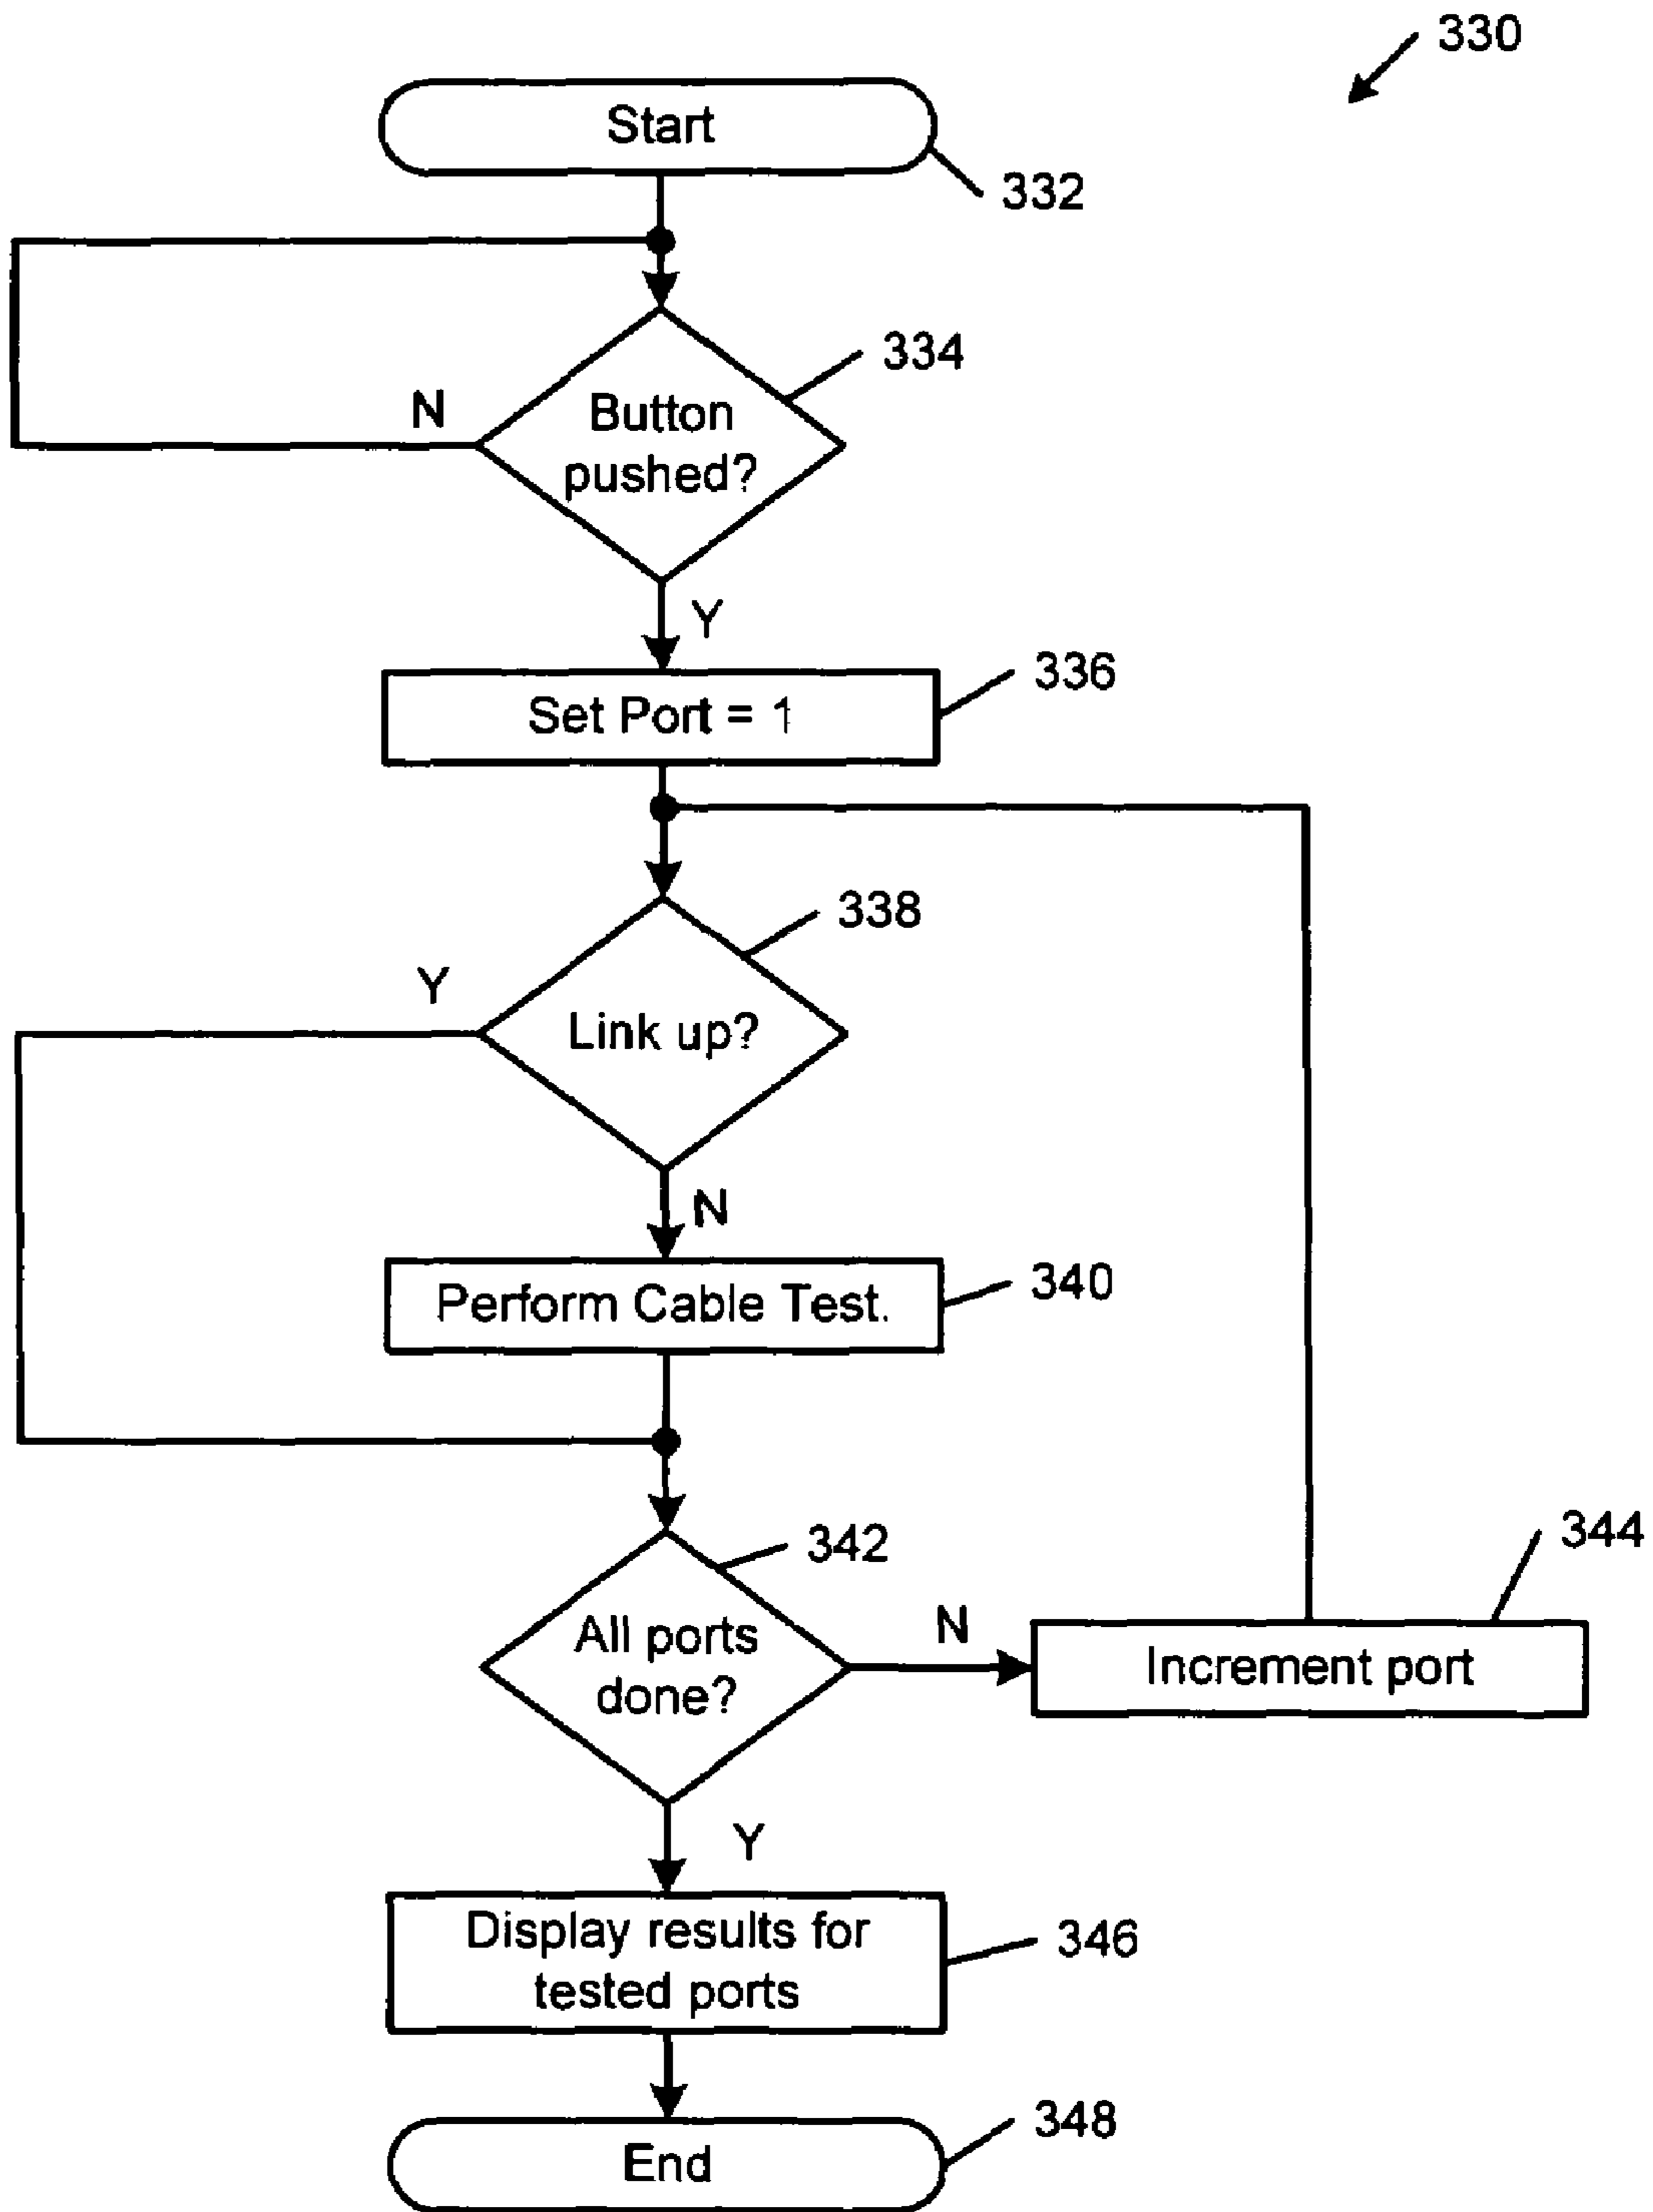 330
Start
332
334
N
Button
pushed?
Y
336
Set Port = 1
338
Y
Link up?
N
340
Perform Cable Test.
342
344
All ports
done?
N
Increment port
Y
Display results for
tested ports
346
348
End